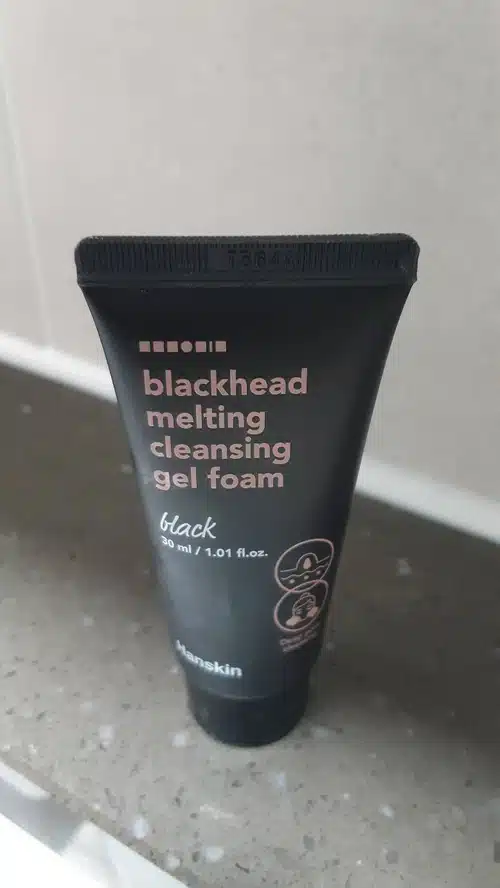 blackhead
melting
cleansing
gel foam
black
30 ml / 1.01 fl.oz.
Hanskin